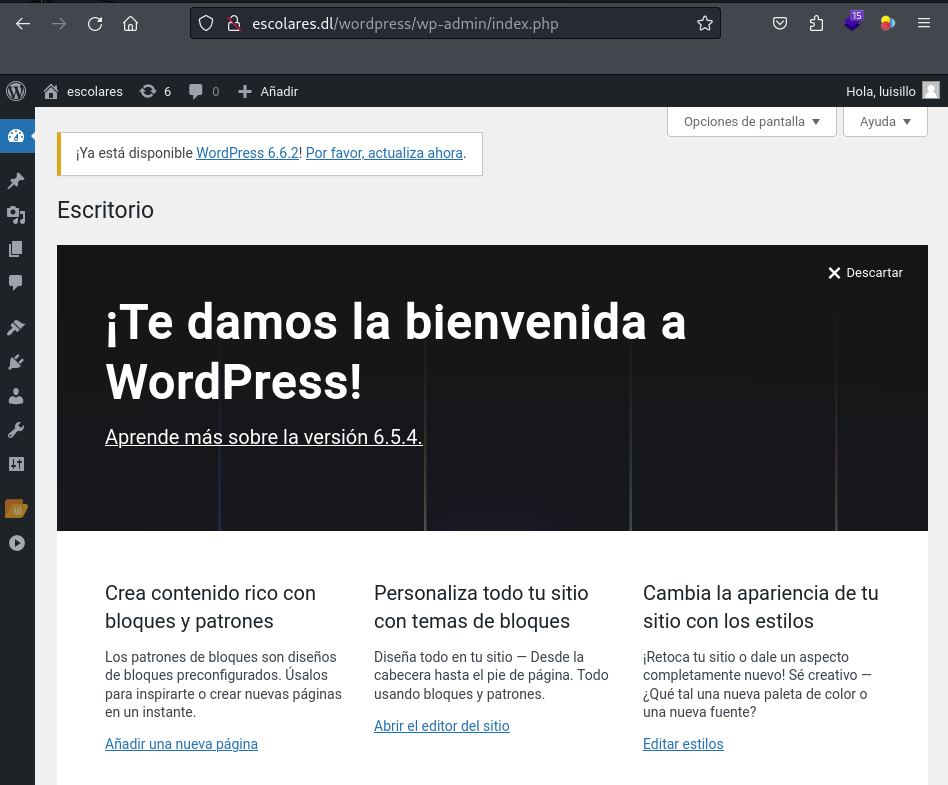 escolares.dl/wordpress/wp-admin/index.php
15
escolares 6 0 Añadir Hola, luisillo
Opciones de pantalla Ayuda
¡Ya está disponible WordPress 6.6.2! Por favor, actualiza ahora.
Escritorio
Descartar
¡Te damos la bienvenida a
WordPress!
Aprende más sobre la versión 6.5.4.
Crea contenido rico con
bloques y patrones
Los patrones de bloques son diseños
de bloques preconfigurados. Úsalos
para inspirarte o crear nuevas páginas
en un instante.
Añadir una nueva página
Personaliza todo tu sitio
con temas de bloques
Diseña todo en tu sitio — Desde la
cabecera hasta el pie de página. Todo
usando bloques y patrones.
Abrir el editor del sitio
Cambia la apariencia de tu
sitio con los estilos
¡Retoca tu sitio o dale un aspecto
completamente nuevo! Sé creativo —
¿Qué tal una nueva paleta de color o
una nueva fuente?
Editar estilos